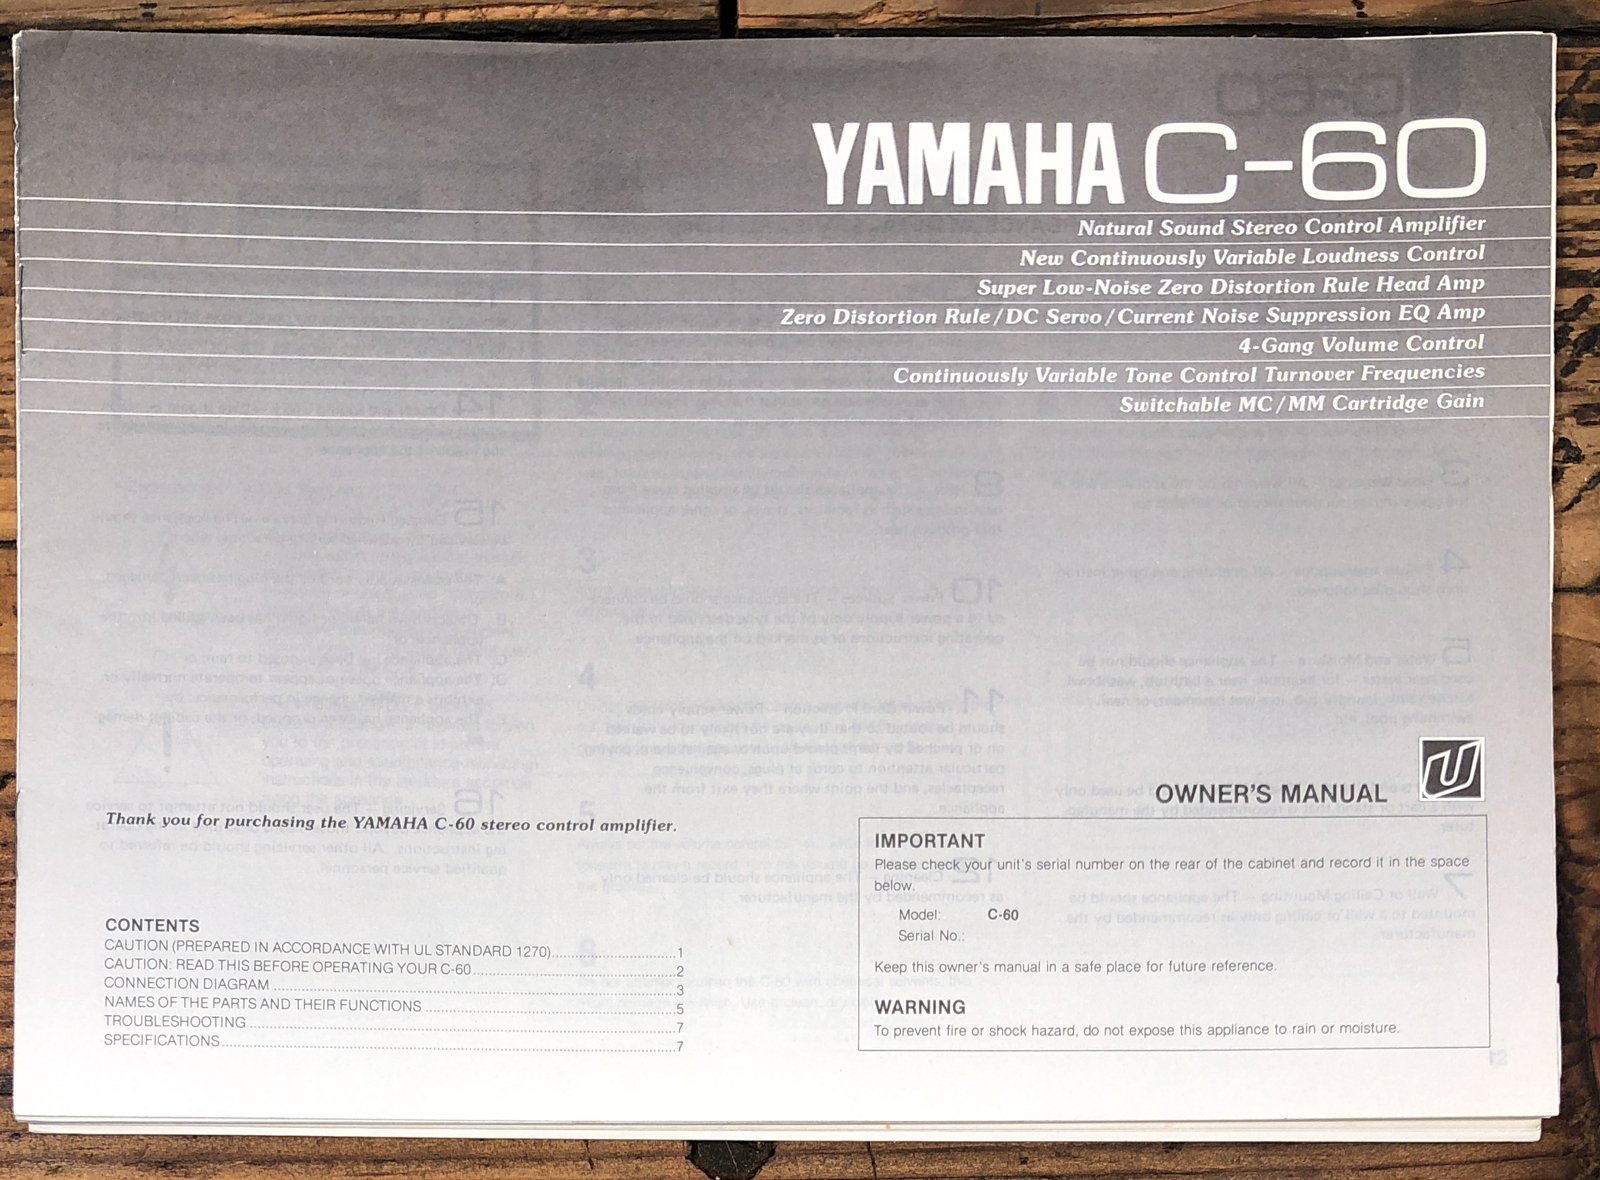 YAMAHA C-60
Natural Sound Stereo Control Amplifier
New Continuously Variable Loudness Control
Super Low-Noise Zero Distortion Rule Head Amp
Zero Distortion Rule/DC Servo/Current Noise Suppression EQ Amp
4-Gang Volume Control
Continuously Variable Tone Control Turnover Frequencies
Switchable MC/MM Cartridge Gain
OWNER'S MANUAL
Thank you for purchasing the YAMAHA C-60 stereo control amplifier.
CONTENTS
CAUTION (PREPARED IN ACCORDANCE WITH UL STANDARD 1270)..............................1
CAUTION: READ THIS BEFORE OPERATING YOUR C-60..................................................2
CONNECTION DIAGRAM ..................................................................................................3
NAMES OF THE PARTS AND THEIR FUNCTIONS ..............................................................5
TROUBLESHOOTING ........................................................................................................7
SPECIFICATIONS..............................................................................................................7
IMPORTANT
Please check your unit's serial number on the rear of the cabinet and record it in the space
below.
Model: C-60
Serial No.:
Keep this owner's manual in a safe place for future reference.
WARNING
To prevent fire or shock hazard, do not expose this appliance to rain or moisture.